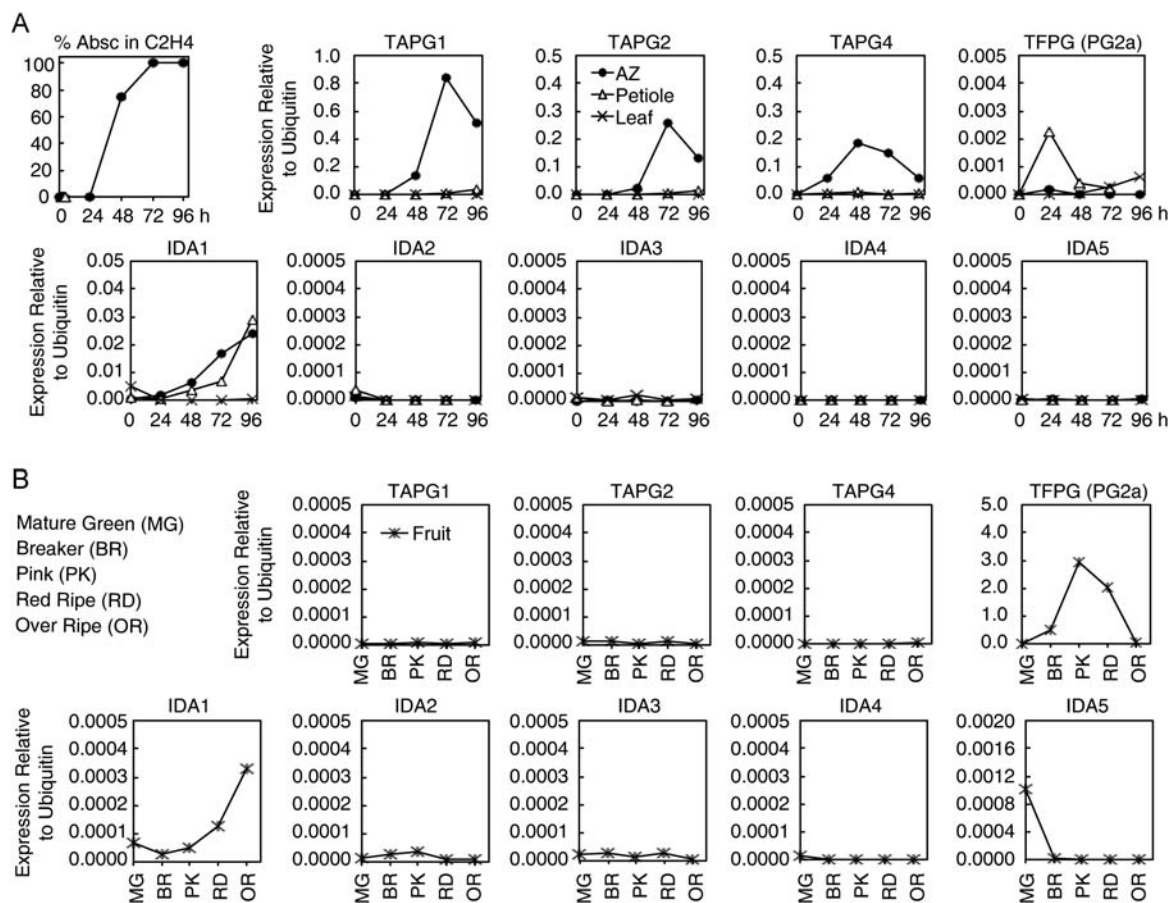 A
% Absc in C2H4
100
80
60
40
20
0
0 24 48 72 96 h
Expression Relative
to Ubiquitin
TAPG1
1.0
0.8
0.6
0.4
0.2
0.0
0 24 48 72 96
TAPG2
AZ
Petiole
Leaf
0.5
0.4
0.3
0.2
0.1
0.0
0 24 48 72 96
TAPG4
0.5
0.4
0.3
0.2
0.1
0.0
0 24 48 72 96
TFPG (PG2a)
0.005
0.004
0.003
0.002
0.001
0.000
0 24 48 72 96 h
Expression Relative
to Ubiquitin
IDA1
0.05
0.04
0.03
0.02
0.01
0.00
0 24 48 72 96
IDA2
0.0005
0.0004
0.0003
0.0002
0.0001
0.0000
0 24 48 72 96
IDA3
0.0005
0.0004
0.0003
0.0002
0.0001
0.0000
0 24 48 72 96
IDA4
0.0005
0.0004
0.0003
0.0002
0.0001
0.0000
0 24 48 72 96
IDA5
0.0005
0.0004
0.0003
0.0002
0.0001
0.0000
0 24 48 72 96 h
B
Mature Green (MG)
Breaker (BR)
Pink (PK)
Red Ripe (RD)
Over Ripe (OR)
Expression Relative
to Ubiquitin
TAPG1
Fruit
0.0005
0.0004
0.0003
0.0002
0.0001
0.0000
MG BR PK RD OR
TAPG2
0.0005
0.0004
0.0003
0.0002
0.0001
0.0000
MG BR PK RD OR
TAPG4
0.0005
0.0004
0.0003
0.0002
0.0001
0.0000
MG BR PK RD OR
TFPG (PG2a)
5.0
4.0
3.0
2.0
1.0
0.0
MG BR PK RD OR
Expression Relative
to Ubiquitin
IDA1
0.0005
0.0004
0.0003
0.0002
0.0001
0.0000
MG BR PK RD OR
IDA2
0.0005
0.0004
0.0003
0.0002
0.0001
0.0000
MG BR PK RD OR
IDA3
0.0005
0.0004
0.0003
0.0002
0.0001
0.0000
MG BR PK RD OR
IDA4
0.0005
0.0004
0.0003
0.0002
0.0001
0.0000
MG BR PK RD OR
IDA5
0.0020
0.0016
0.0012
0.0008
0.0004
0.0000
MG BR PK RD OR